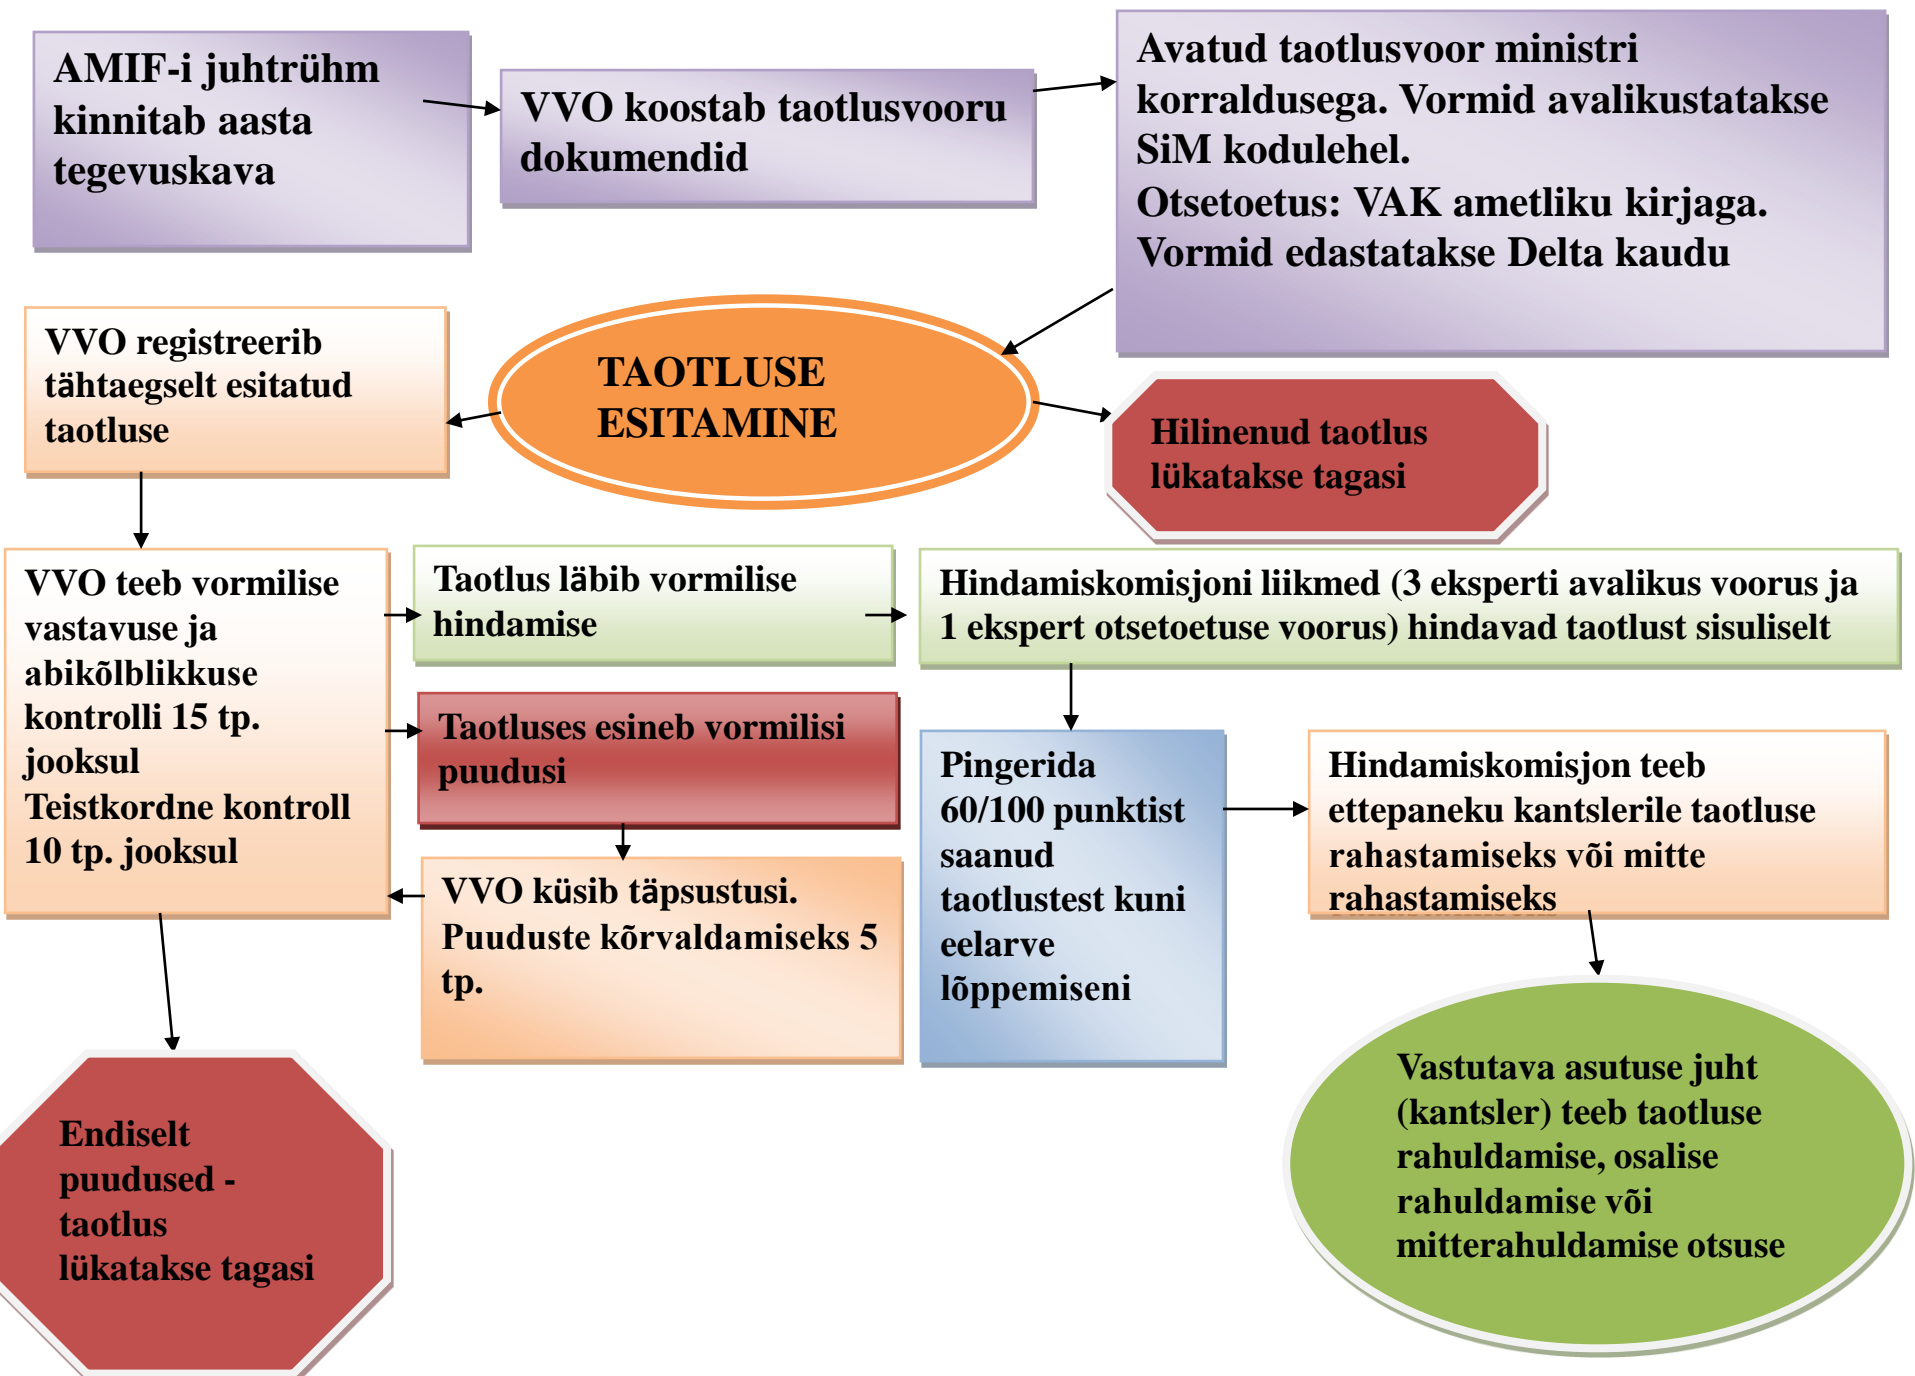 AMIF-i juhtrühm
kinnitab aasta
tegevuskava
VVO koostab taotlusvooru
dokumendid
Avatud taotlusvoor ministri
korraldusega. Vormid avalikustatakse
SiM kodulehel.
Otsetoetus: VAK ametliku kirjaga.
Vormid edastatakse Delta kaudu
VVO registreerib
tähtaegselt esitatud
taotluse
TAOTLUSE
ESITAMINE
Hilinenud taotlus
lükatakse tagasi
VVO teeb vormilise
vastavuse ja
abikõlblikkuse
kontrolli 15 tp.
jooksul
Teistkordne kontroll
10 tp. jooksul
Taotlus läbib vormilise
hindamise
Hindamiskomisjoni liikmed (3 eksperti avalikus voorus ja
1 ekspert otsetoetuse voorus) hindavad taotlust sisuliselt
Taotluses esineb vormilisi
puudusi
VVO küsib täpsustusi.
Puuduste kõrvaldamiseks 5
tp.
Pingerida
60/100 punktist
saanud
taotlustest kuni
eelarve
lõppemiseni
Hindamiskomisjon teeb
ettepaneku kantslerile taotluse
rahastamiseks või mitte
rahastamiseks
Endiselt
puudused -
taotlus
lükatakse tagasi
Vastutava asutuse juht
(kantsler) teeb taotluse
rahuldamise, osalise
rahuldamise või
mitterahuldamise otsuse